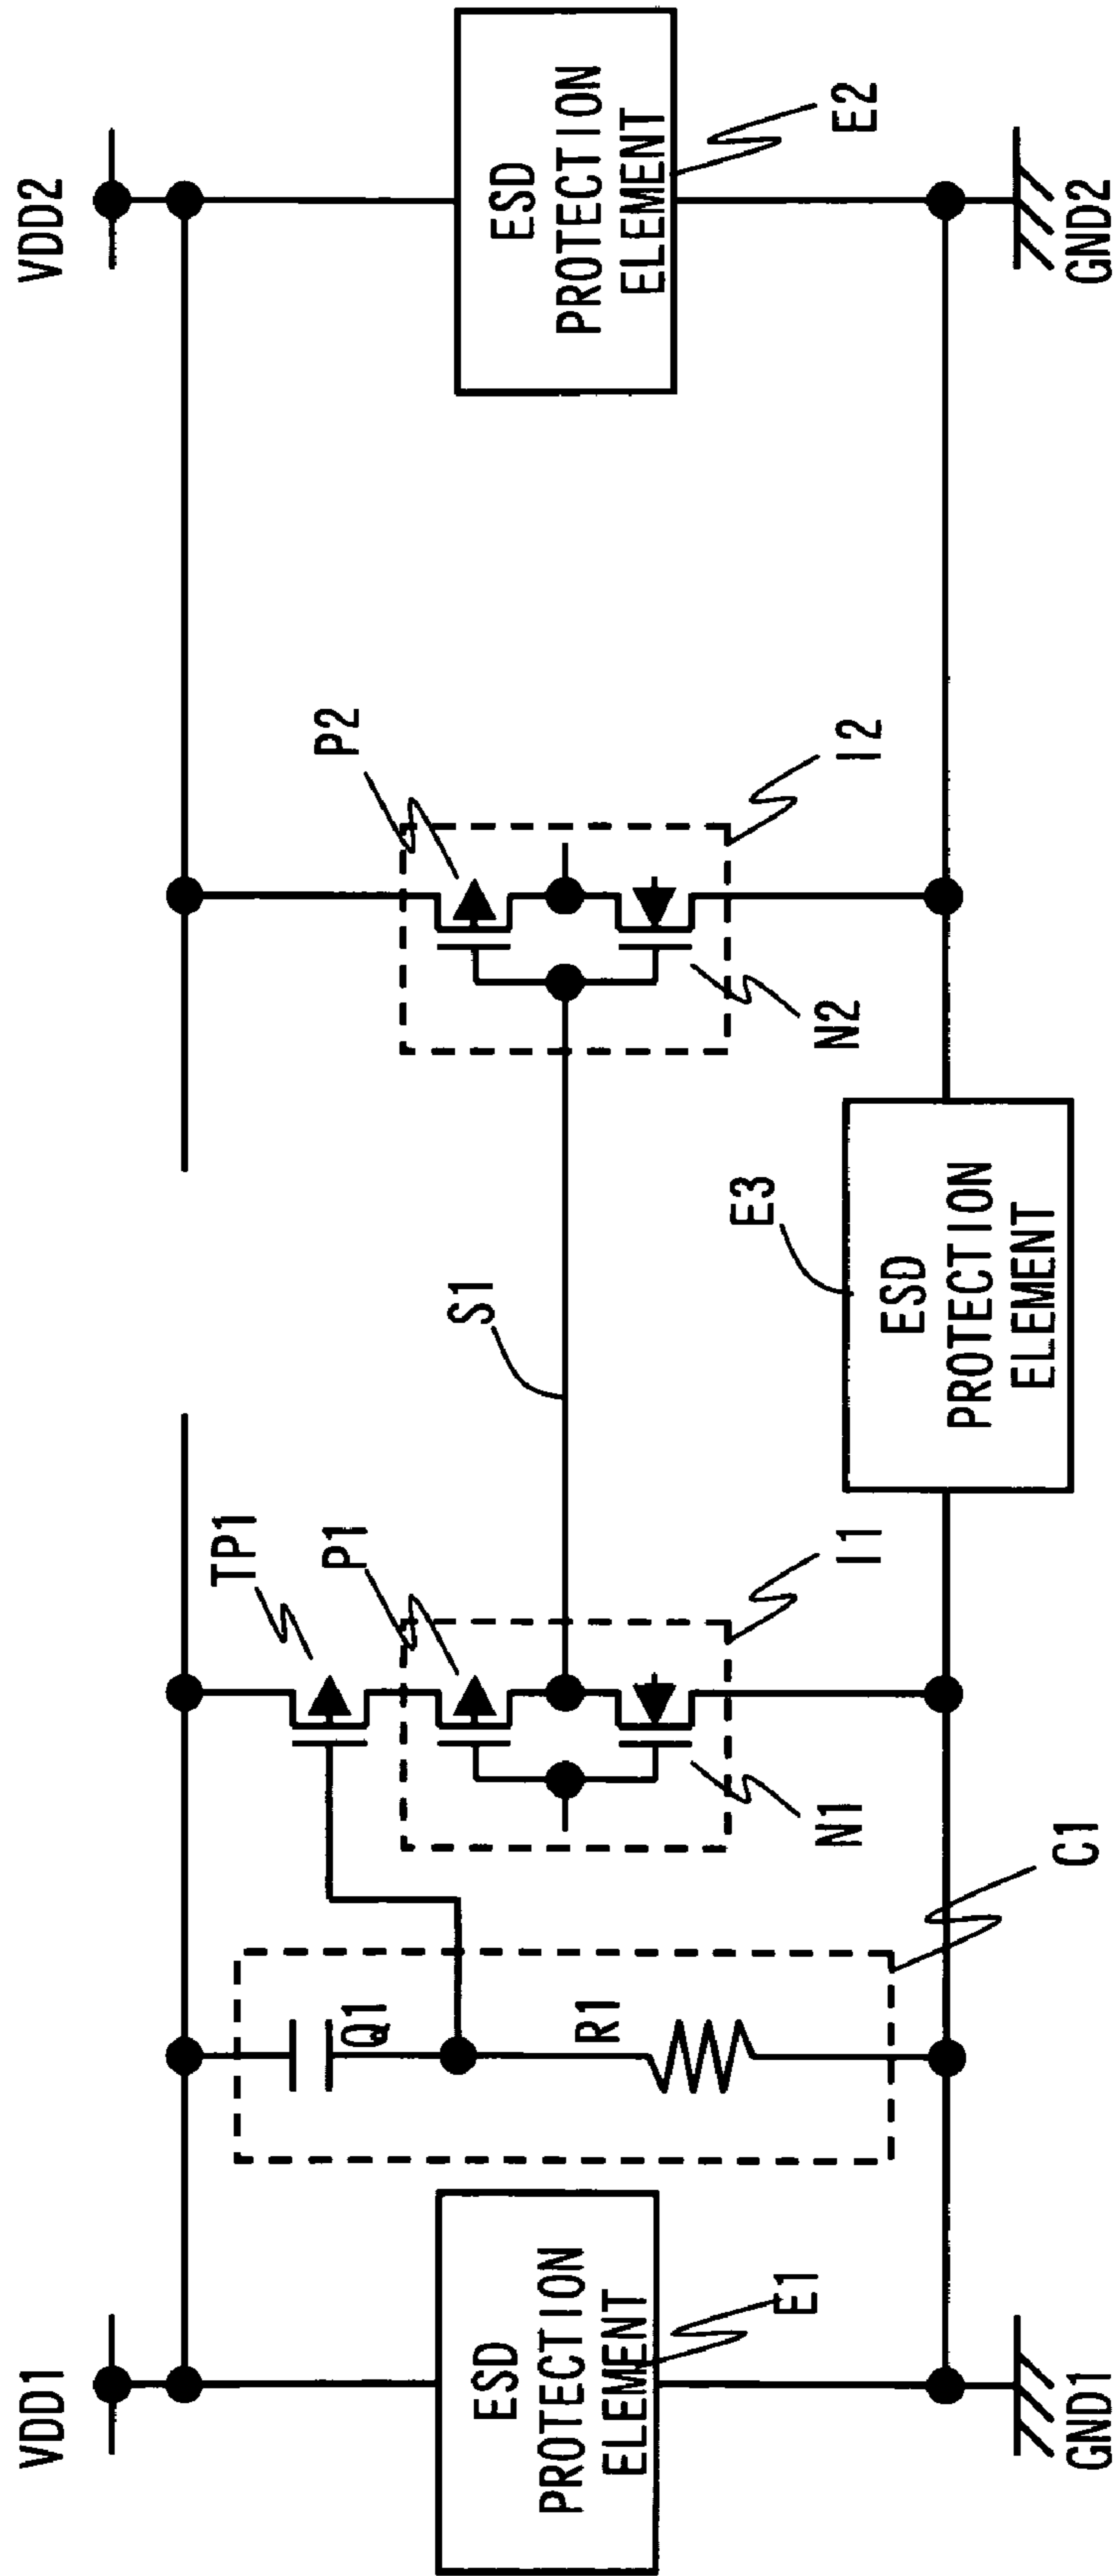 VDD1
VDD2
TP1
P1
P2
S1
Q1
R1
ESD
PROTECTION
ELEMENT
E1
N1
I1
N2
I2
ESD
PROTECTION
ELEMENT
E2
E3
ESD
PROTECTION
ELEMENT
C1
GND1
GND2